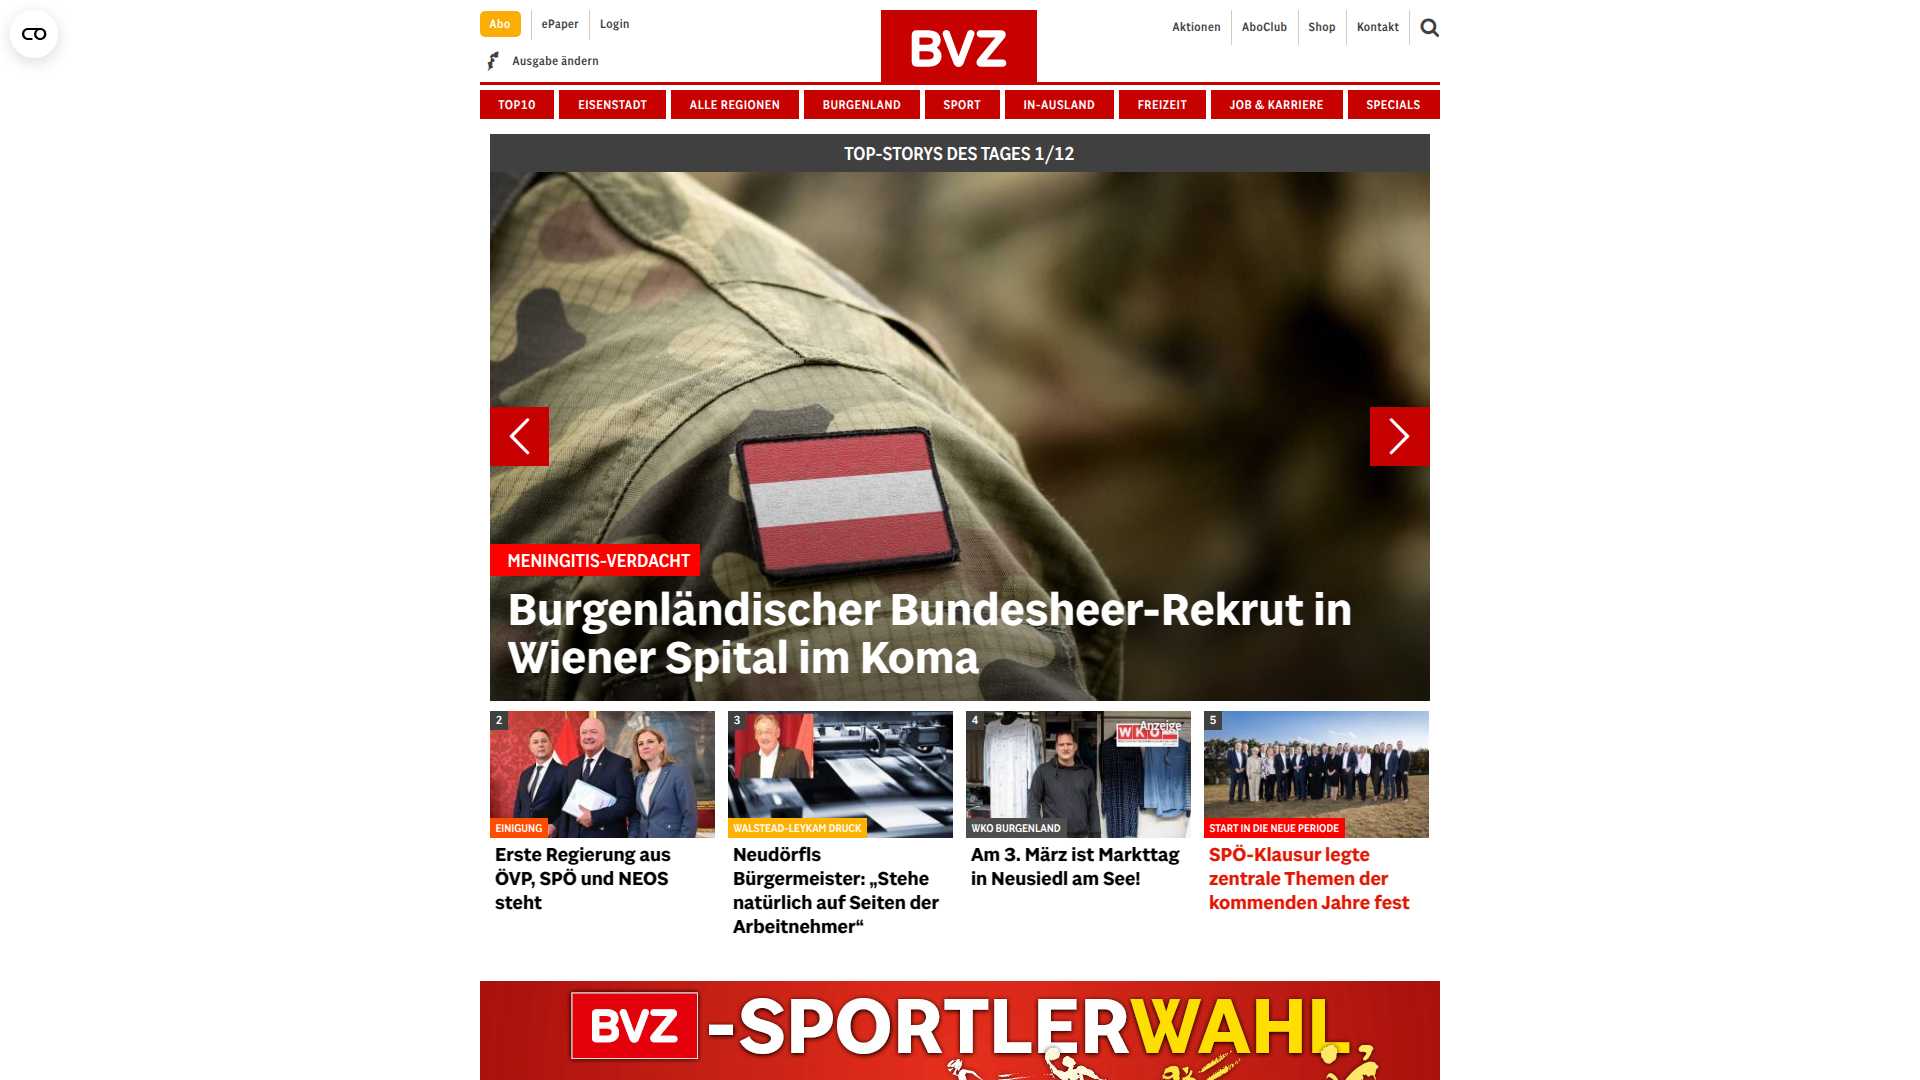 Abo
ePaper
Login
Ausgabe ändern
BVZ
Aktionen
AboClub
Shop
Kontakt
TOP10
EISENSTADT
ALLE REGIONEN
BURGENLAND
SPORT
IN-AUSLAND
FREIZEIT
JOB & KARRIERE
SPECIALS
TOP-STORYS DES TAGES 1/12
MENINGITIS-VERDACHT
Burgenländischer Bundesheer-Rekrut in
Wiener Spital im Koma
2
EINIGUNG
Erste Regierung aus
ÖVP, SPÖ und NEOS
steht
3
WALSTEAD-LEYKAM DRUCK
Neudörfls
Bürgermeister: „Stehe
natürlich auf Seiten der
Arbeitnehmer“
4
Anzeige
WKO
WKO BURGENLAND
Am 3. März ist Markttag
in Neusiedl am See!
5
START IN DIE NEUE PERIODE
SPÖ-Klausur legte
zentrale Themen der
kommenden Jahre fest
BVZ -SPORTLERWAHL